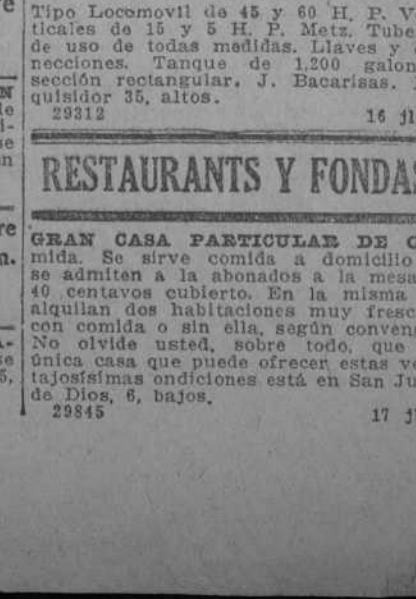 Tipo Locomovil de 45 y 60 H. P. V
ticales de 15 y 5 H. P. Metz. Tube
de uso de todas medidas. Llaves y
necciones. Tanque de 1,200 galon
sección rectangular. J. Bacarisas.
quisidor 35, altos.
29312 16 jl
RESTAURANTS Y FONDAS
GRAN CASA PARTICULAR DE C
mida. Se sirve comida a domicilio
se admiten a la abonados a la mesa
40 centavos cubierto. En la misma
alquilan dos habitaciones muy fresc
con comida o sin ella, según conven
No olvide usted, sobre todo, que
única casa que puede ofrecer estas ve
tajosísimas ondiciones está en San Ju
de Dios, 6, bajos.
29845 17 j